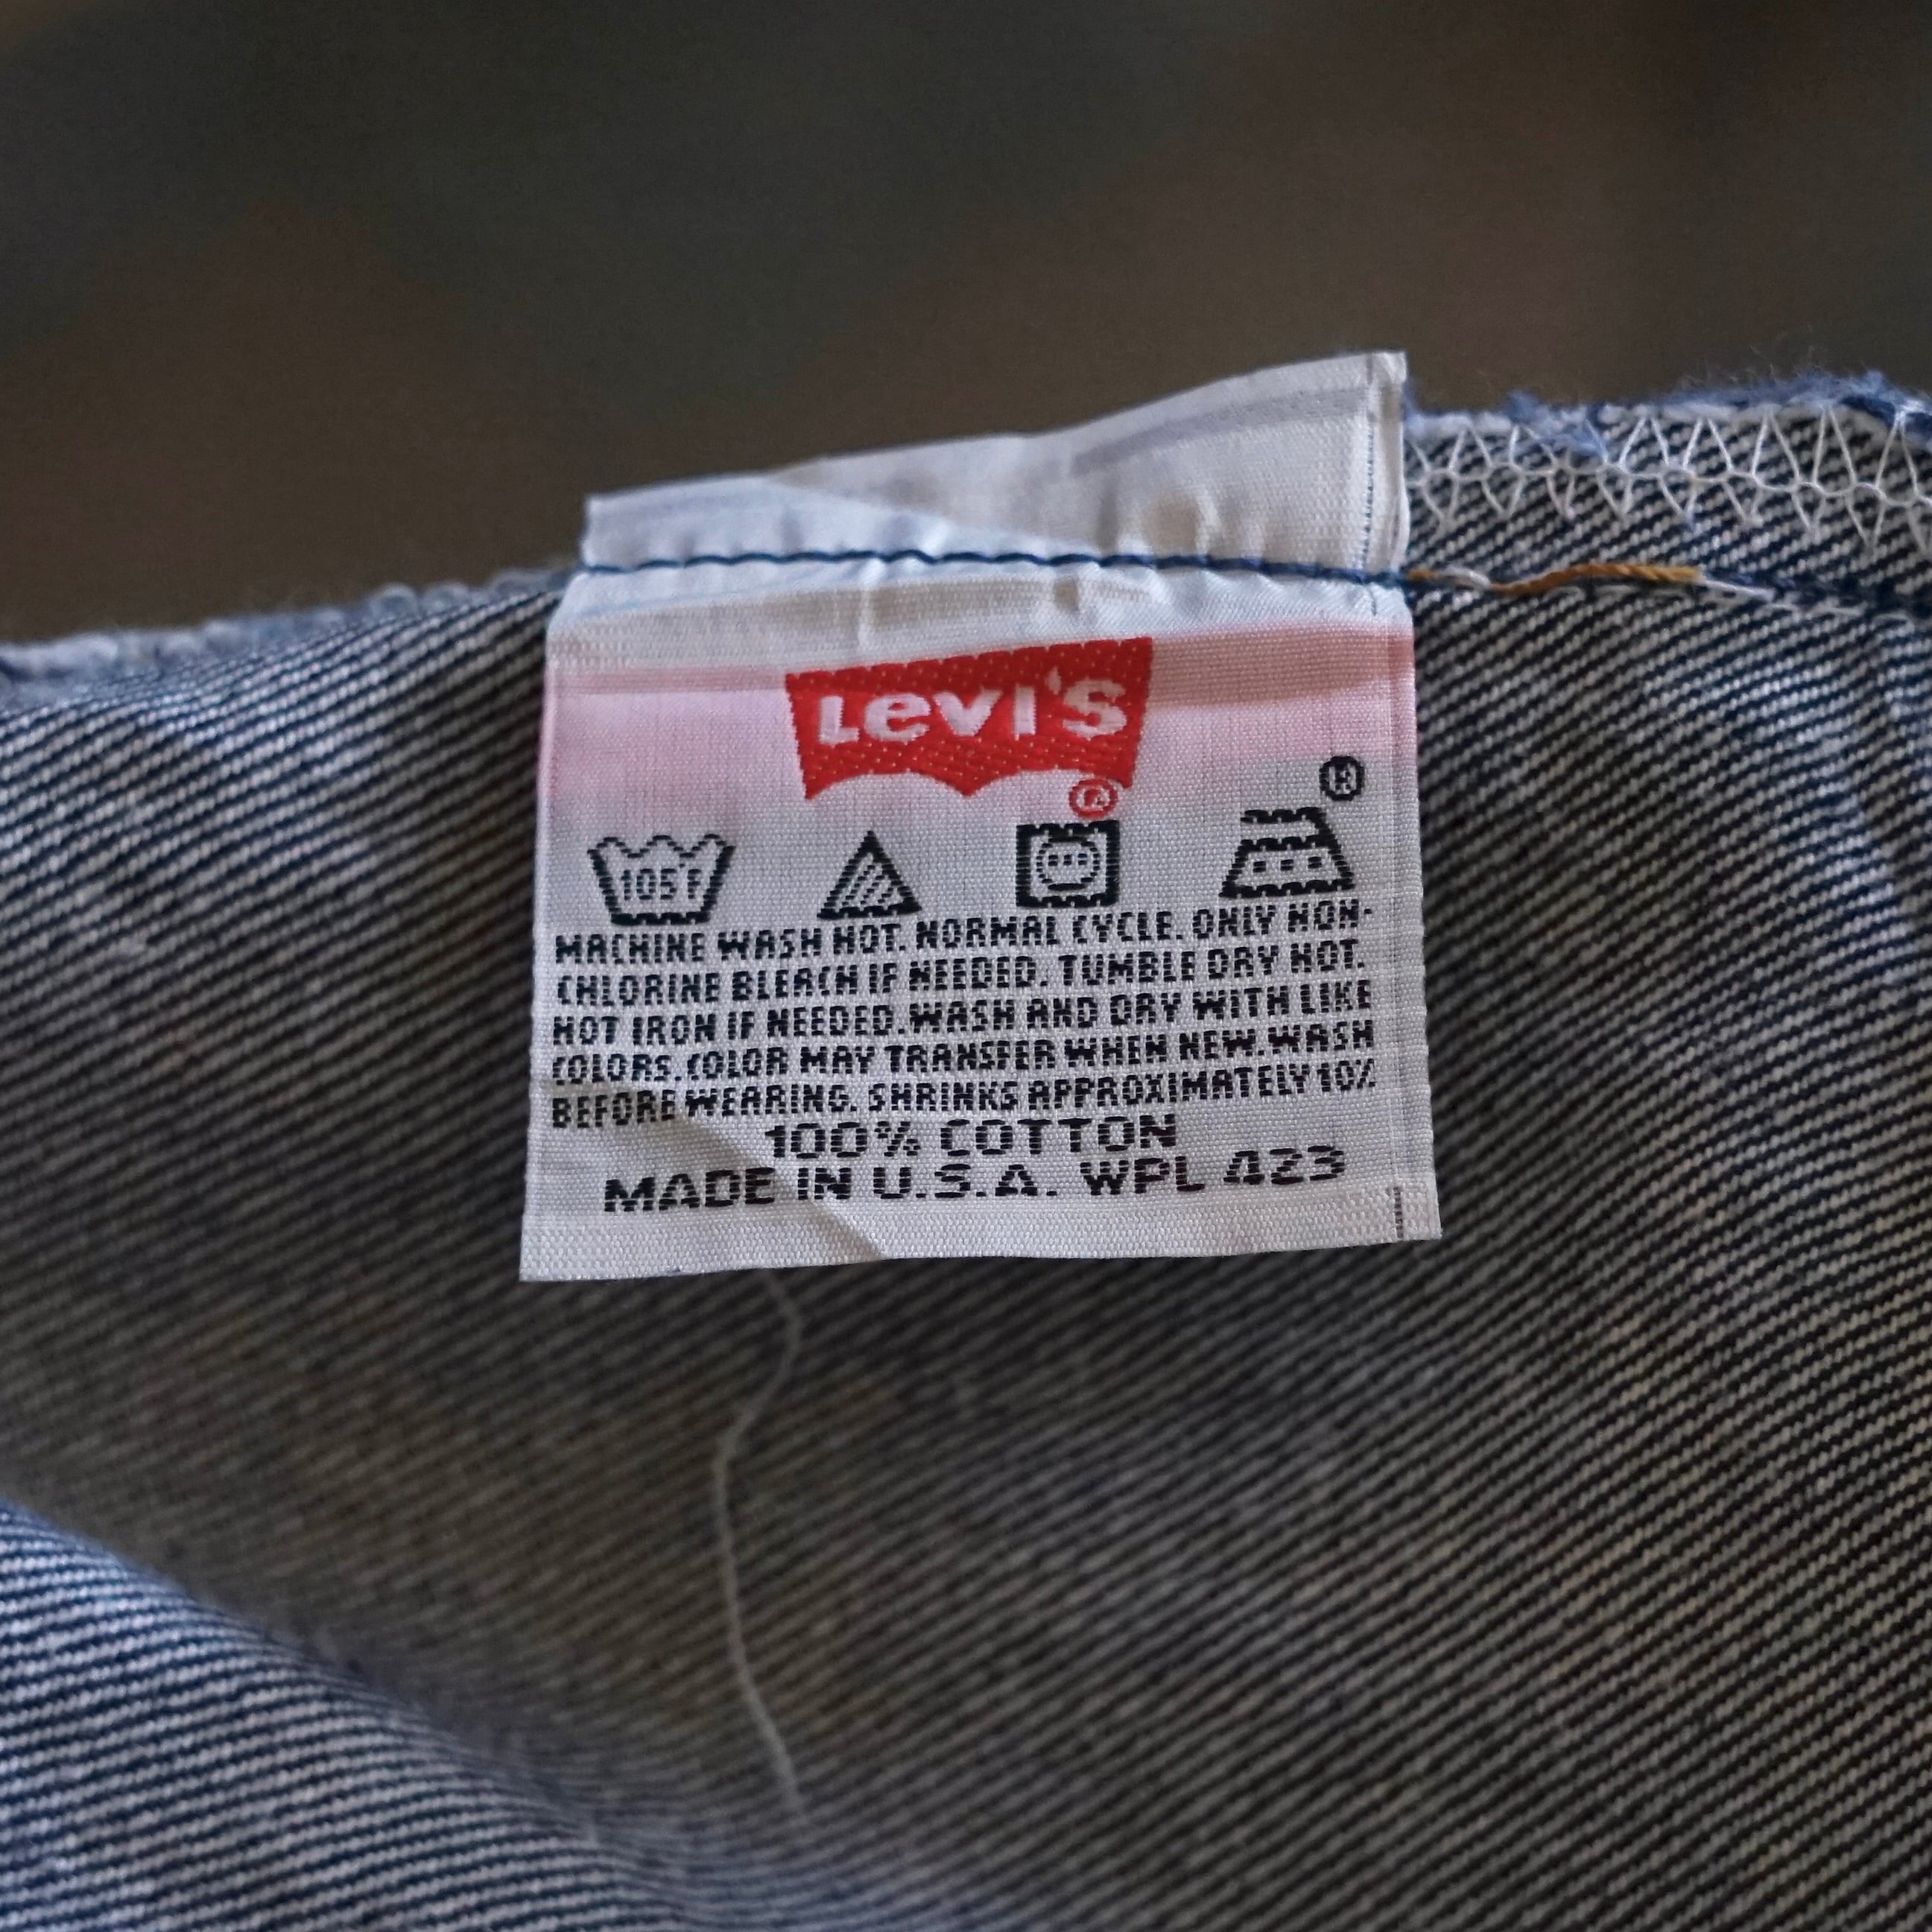 Levi's
®
®
105°F
MACHINE WASH HOT. NORMAL CYCLE. ONLY NON-
CHLORINE BLEACH IF NEEDED. TUMBLE DRY HOT.
HOT IRON IF NEEDED. WASH AND DRY WITH LIKE
COLORS. COLOR MAY TRANSFER WHEN NEW. WASH
BEFORE WEARING. SHRINKS APPROXIMATELY 10%
100% COTTON
MADE IN U.S.A. WPL 423